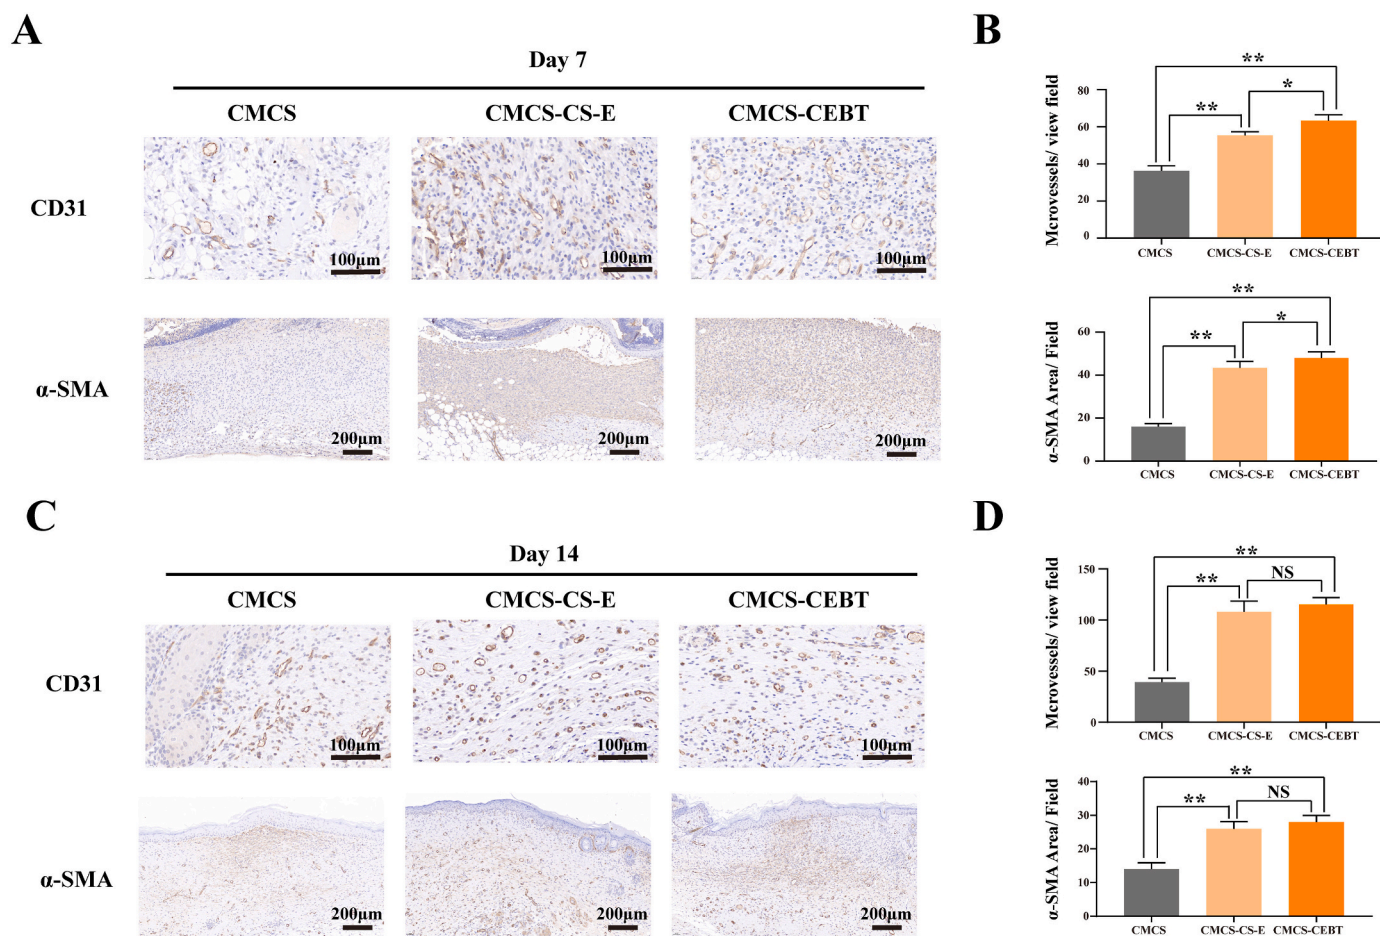 A
Day 7
CMCS CMCS-CS-E CMCS-CEBT
CD31
100μm 100μm 100μm
α-SMA
200μm 200μm 200μm
B
**
** *
Mcrovessels/ view field
80
60
40
20
0
CMCS CMCS-CS-E CMCS-CEBT
**
** *
α-SMA Area/ Field
60
40
20
0
CMCS CMCS-CS-E CMCS-CEBT
C
Day 14
CMCS CMCS-CS-E CMCS-CEBT
CD31
100μm 100μm 100μm
α-SMA
200μm 200μm 200μm
D
**
** NS
Mcrovessels/ view field
150
100
50
0
CMCS CMCS-CS-E CMCS-CEBT
**
** NS
α-SMA Area/ Field
40
30
20
10
0
CMCS CMCS-CS-E CMCS-CEBT